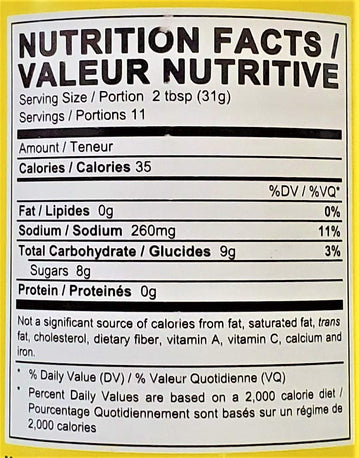 NUTRITION FACTS /
VALEUR NUTRITIVE
Serving Size / Portion 2 tbsp (31g)
Servings / Portions 11
Amount / Teneur
Calories / Calories 35
%DV / %VQ*
Fat / Lipides 0g 0%
Sodium / Sodium 260mg 11%
Total Carbohydrate / Glucides 9g 3%
Sugars 8g
Protein / Proteinés 0g
Not a significant source of calories from fat, saturated fat, trans
fat, cholesterol, dietary fiber, vitamin A, vitamin C, calcium and
iron.
* % Daily Value (DV) / % Valeur Quotidienne (VQ)
* Percent Daily Values are based on a 2,000 calorie diet /
Pourcentage Quotidiennement sont basés sur un régime de
2,000 calories